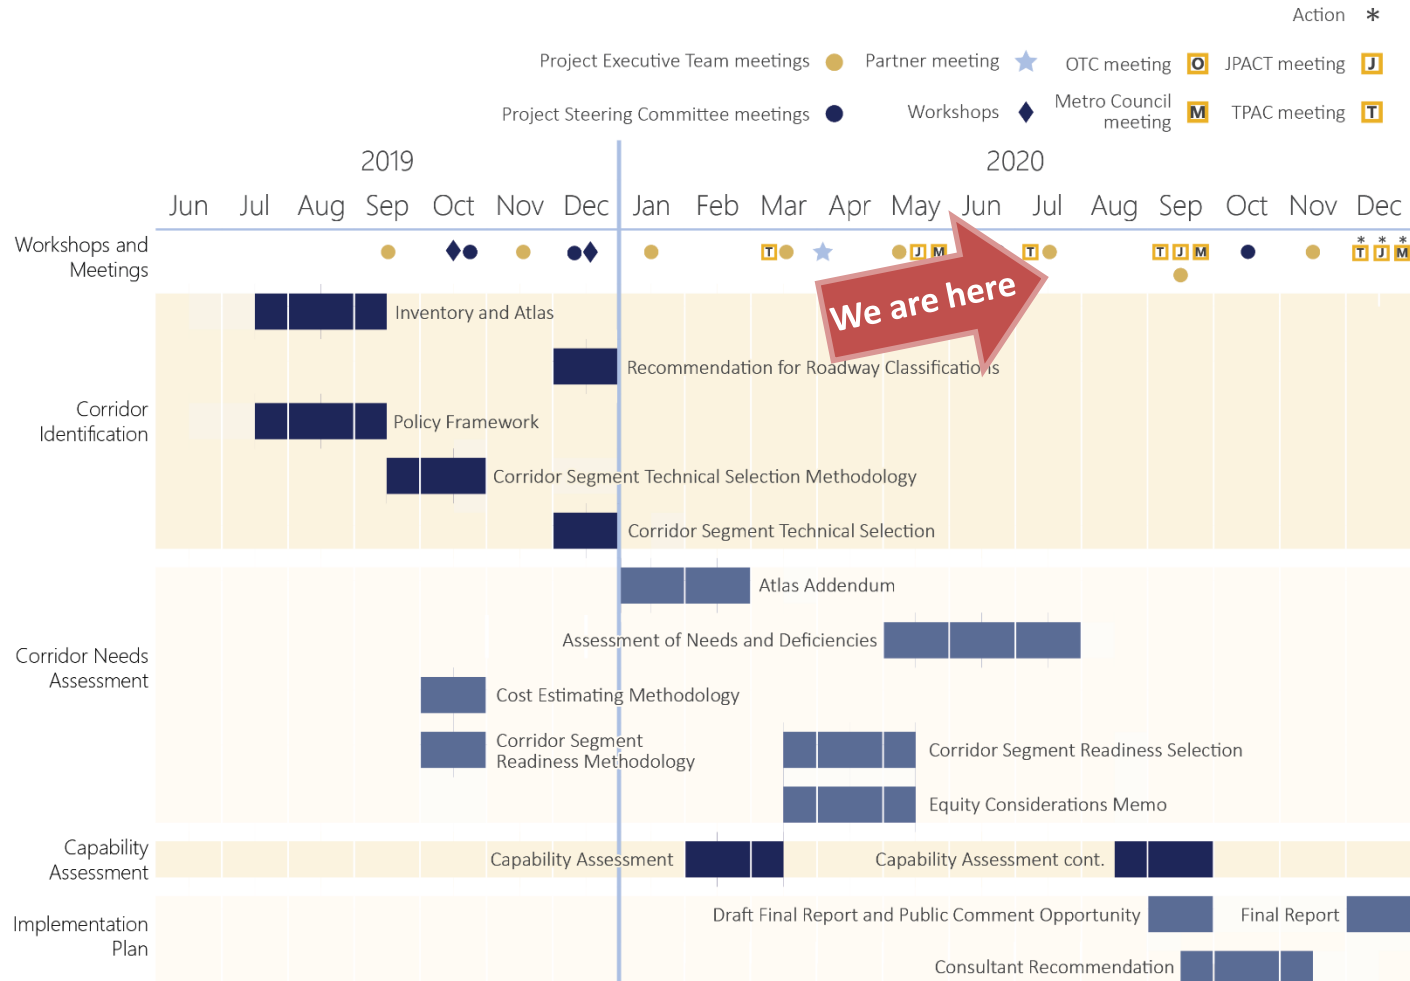 Action *
Project Executive Team meetings
Partner meeting
OTC meeting O
JPACT meeting J
Project Steering Committee meetings
Workshops
Metro Council
meeting M
TPAC meeting T
2019 2020
Jun Jul Aug Sep Oct Nov Dec Jan Feb Mar Apr May Jun Jul Aug Sep Oct Nov Dec
Workshops and
Meetings
* * *
T J M T T J M T J M
We are here
Corridor
Identification
Inventory and Atlas
Recommendation for Roadway Classifications
Policy Framework
Corridor Segment Technical Selection Methodology
Corridor Segment Technical Selection
Corridor Needs
Assessment
Atlas Addendum
Assessment of Needs and Deficiencies
Cost Estimating Methodology
Corridor Segment
Readiness Methodology
Corridor Segment Readiness Selection
Equity Considerations Memo
Capability
Assessment
Capability Assessment
Capability Assessment cont.
Implementation
Plan
Draft Final Report and Public Comment Opportunity
Final Report
Consultant Recommendation